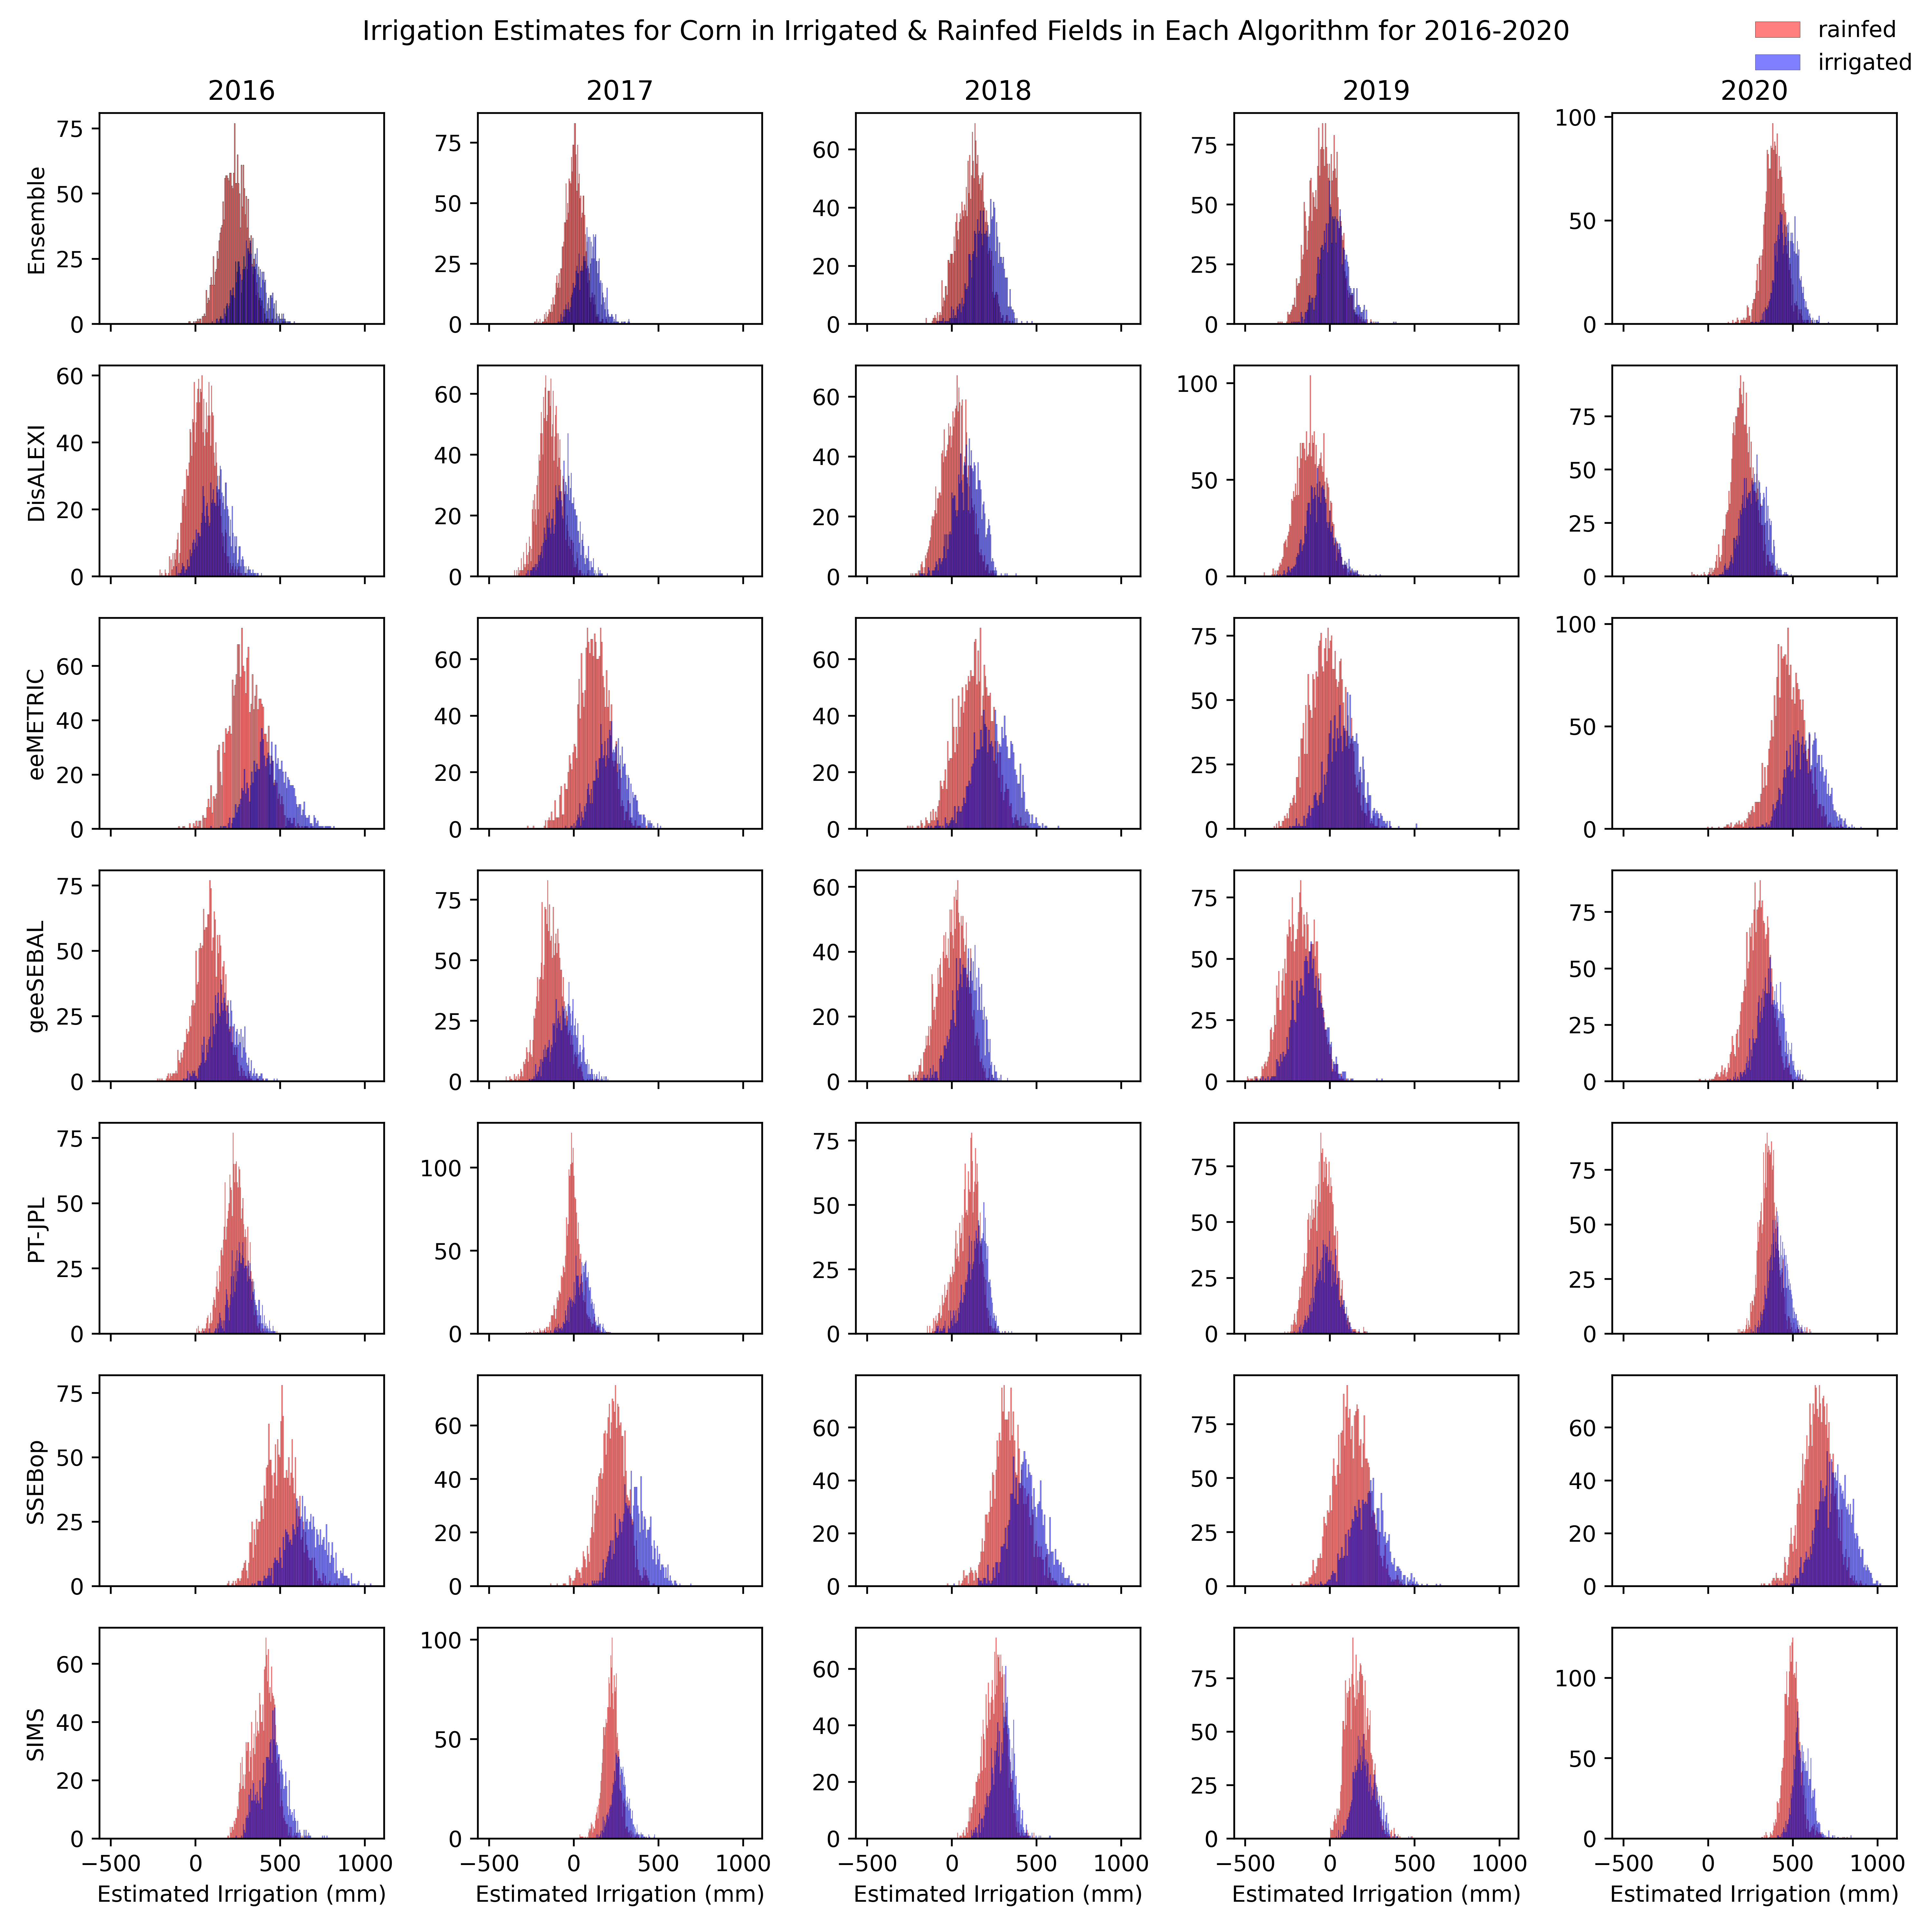 Irrigation Estimates for Corn in Irrigated & Rainfed Fields in Each Algorithm for 2016-2020
rainfed
irrigated
2016 2017 2018 2019 2020
Ensemble
75 50 25 0
75 50 25 0
60 40 20 0
75 50 25 0
100 50 0
DisALEXI
60 40 20 0
60 40 20 0
60 40 20 0
100 50 0
75 50 25 0
eeMETRIC
60 40 20 0
60 40 20 0
60 40 20 0
75 50 25 0
100 50 0
geeSEBAL
75 50 25 0
75 50 25 0
60 40 20 0
75 50 25 0
75 50 25 0
PT-JPL
75 50 25 0
100 50 0
75 50 25 0
75 50 25 0
75 50 25 0
SSEBop
75 50 25 0
60 40 20 0
60 40 20 0
75 50 25 0
60 40 20 0
SIMS
60 40 20 0
100 50 0
60 40 20 0
75 50 25 0
100 50 0
−500 0 500 1000 −500 0 500 1000 −500 0 500 1000 −500 0 500 1000 −500 0 500 1000
Estimated Irrigation (mm) Estimated Irrigation (mm) Estimated Irrigation (mm) Estimated Irrigation (mm) Estimated Irrigation (mm)